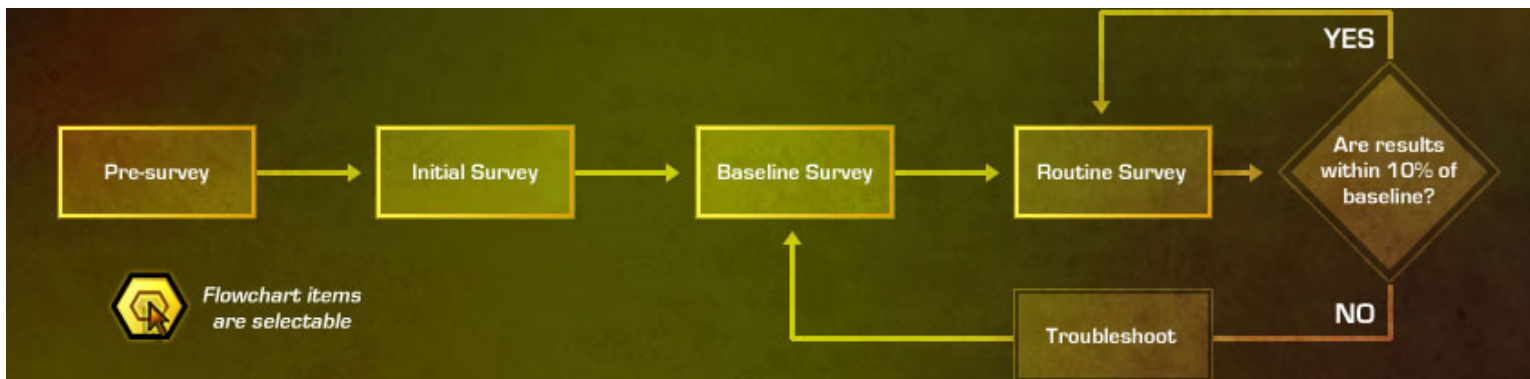 YES
Pre-survey
Initial Survey
Baseline Survey
Routine Survey
Are results
within 10% of
baseline?
Flowchart items
are selectable
NO
Troubleshoot